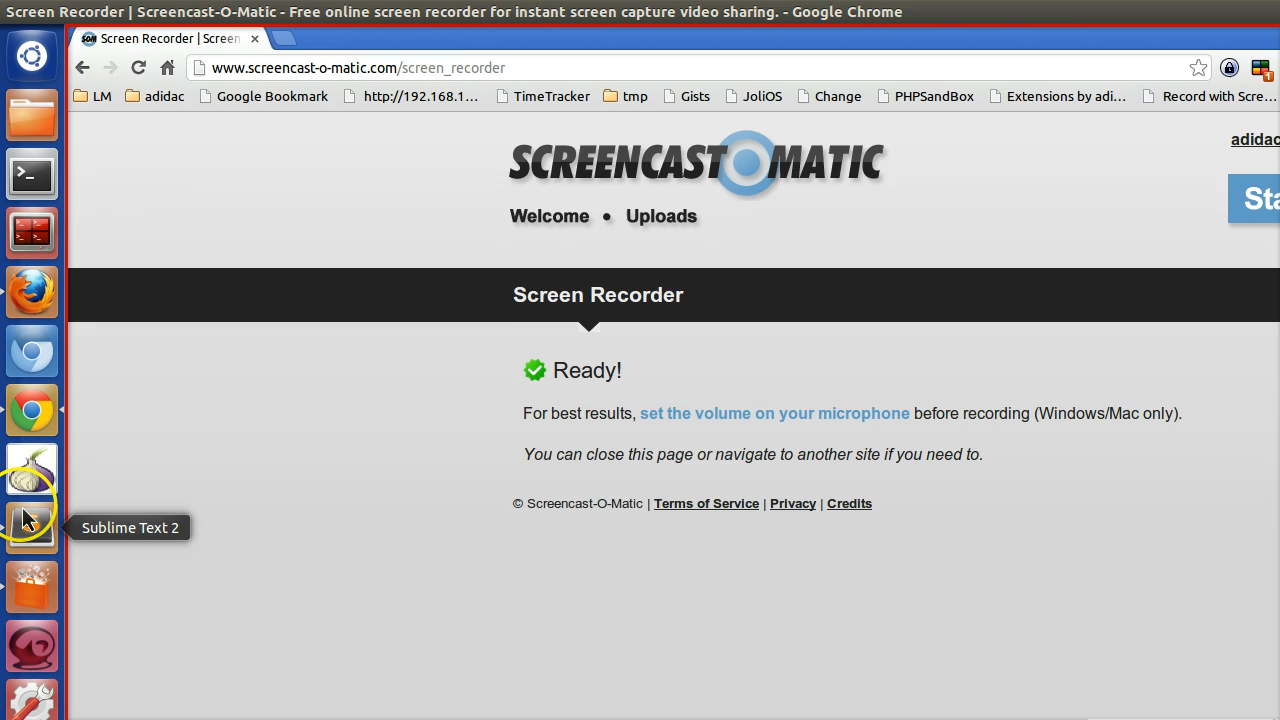 Screen Recorder | Screencast-O-Matic - Free online screen recorder for instant screen capture video sharing. - Google Chrome
Screen Recorder | Screen
www.screencast-o-matic.com/screen_recorder
1
LM adidac Google Bookmark http://192.168.1... TimeTracker tmp Gists JoliOS Change PHPSandBox Extensions by adi... Record with Scre...
adidac
SCREENCAST-O-MATIC
Sta
Welcome • Uploads
Screen Recorder
Ready!
For best results, set the volume on your microphone before recording (Windows/Mac only).
You can close this page or navigate to another site if you need to.
© Screencast-O-Matic | Terms of Service | Privacy | Credits
Sublime Text 2